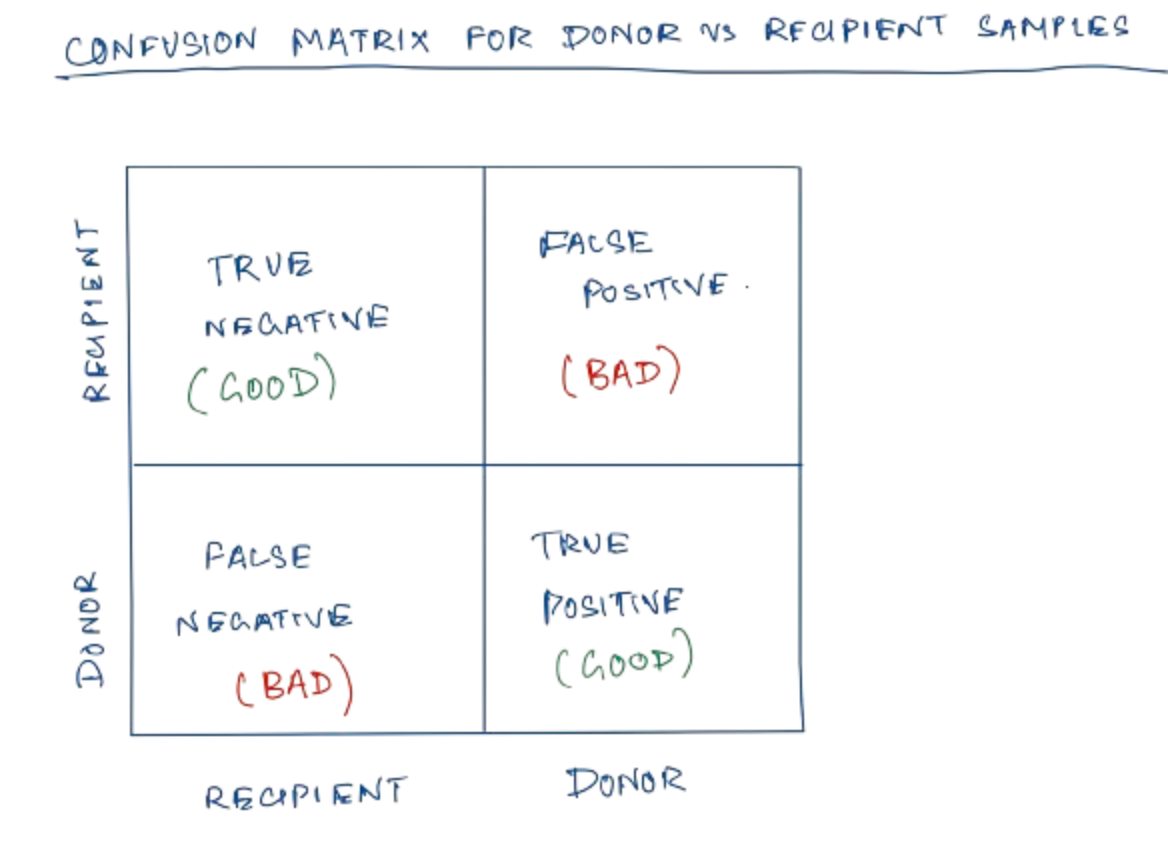 CONFUSION MATRIX FOR DONOR VS RECIPIENT SAMPLES
RECIPIENT
TRUE
NEGATIVE
(GOOD)
FALSE
POSITIVE.
(BAD)
DONOR
FALSE
NEGATIVE
(BAD)
TRUE
POSITIVE
(GOOD)
RECIPIENT
DONOR